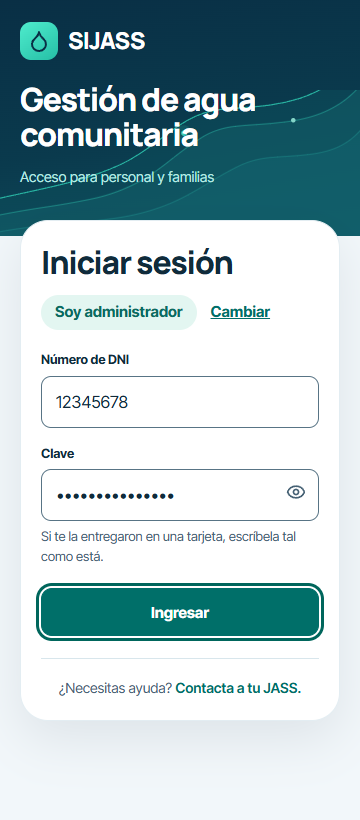 SIJASS
Gestión de agua
comunitaria
Acceso para personal y familias
Iniciar sesión
Soy administrador Cambiar
Número de DNI
12345678
Clave
•••••••••••••••
Si te la entregaron en una tarjeta, escríbela tal
como está.
Ingresar
¿Necesitas ayuda? Contacta a tu JASS.